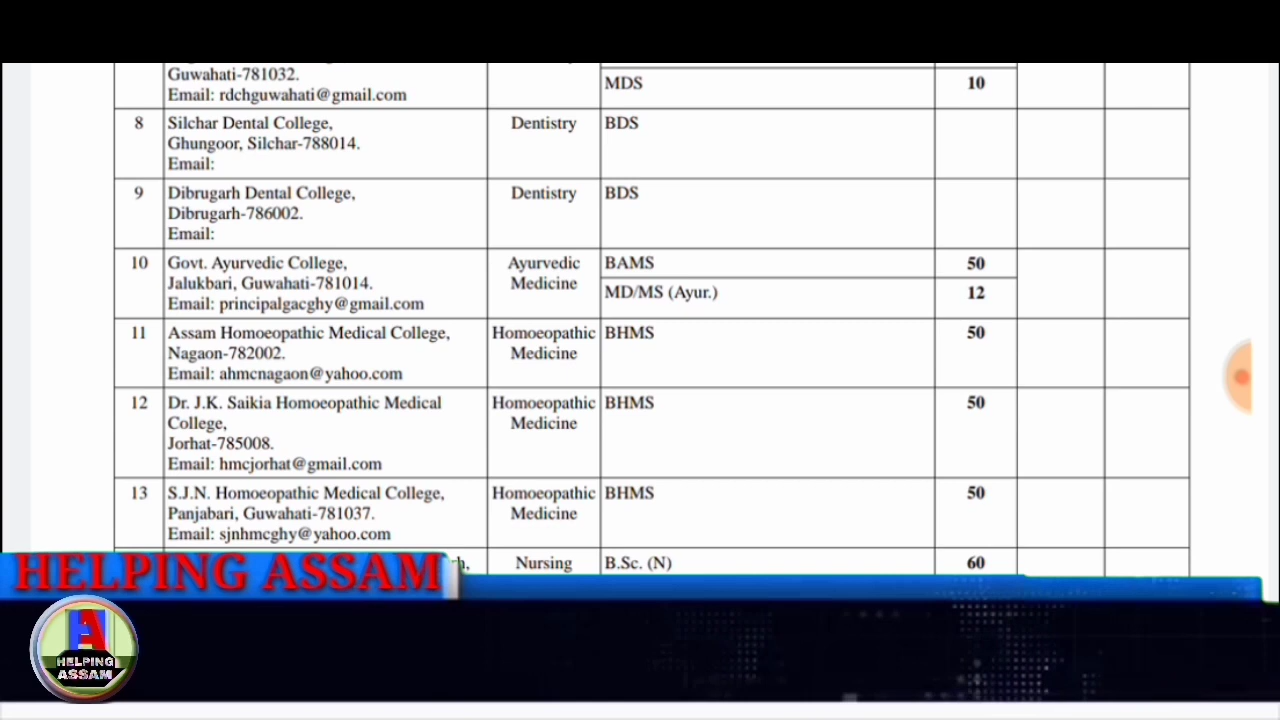 Guwahati-781032.
Email: rdchguwahati@gmail.com
MDS 10
8 Silchar Dental College, Dentistry BDS
Ghungoor, Silchar-788014.
Email:
9 Dibrugarh Dental College, Dentistry BDS
Dibrugarh-786002.
Email:
10 Govt. Ayurvedic College, Ayurvedic BAMS 50
Jalukbari, Guwahati-781014. Medicine
MD/MS (Ayur.) 12
Email: principalgacghy@gmail.com
11 Assam Homoeopathic Medical College, Homoeopathic BHMS 50
Nagaon-782002. Medicine
Email: ahmcnagaon@yahoo.com
12 Dr. J.K. Saikia Homoeopathic Medical Homoeopathic BHMS 50
College, Medicine
Jorhat-785008.
Email: hmcjorhat@gmail.com
13 S.J.N. Homoeopathic Medical College, Homoeopathic BHMS 50
Panjabari, Guwahati-781037. Medicine
Email: sjnhmcghy@yahoo.com
Nursing B.Sc. (N) 60
HELPING ASSAM
A
HELPING
ASSAM